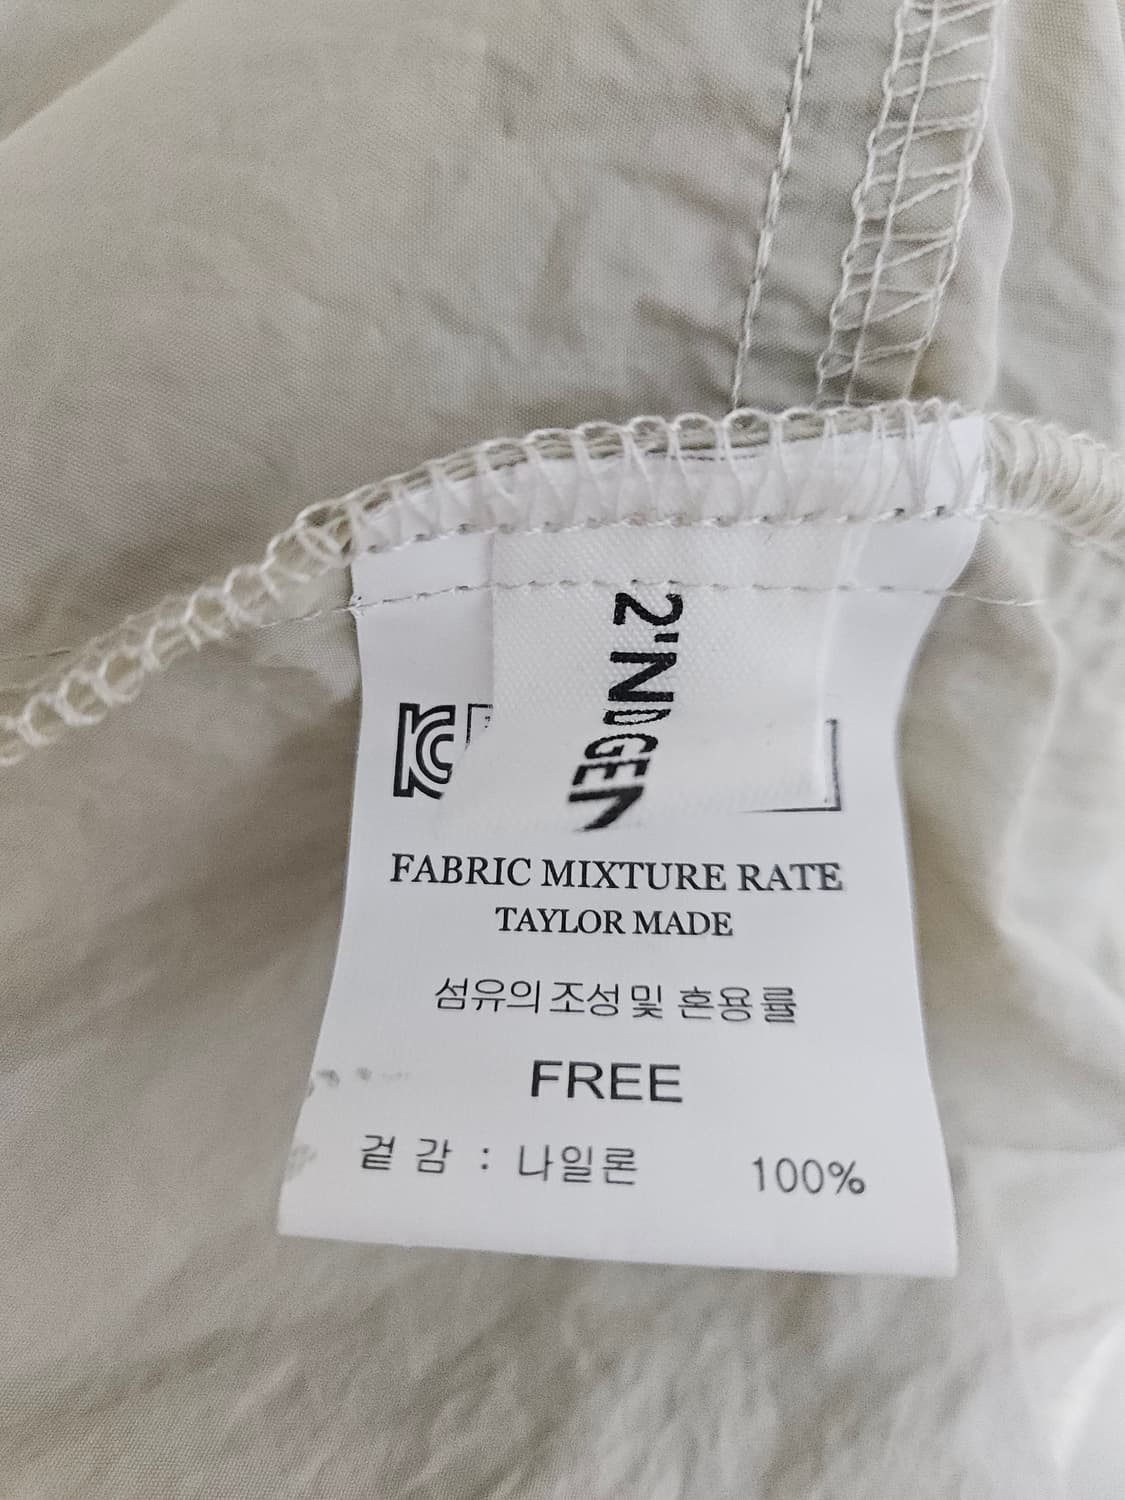 2'NDGEN
FABRIC MIXTURE RATE
TAYLOR MADE
섬유의 조성 및 혼용률
FREE
겉 감 : 나일론 100%